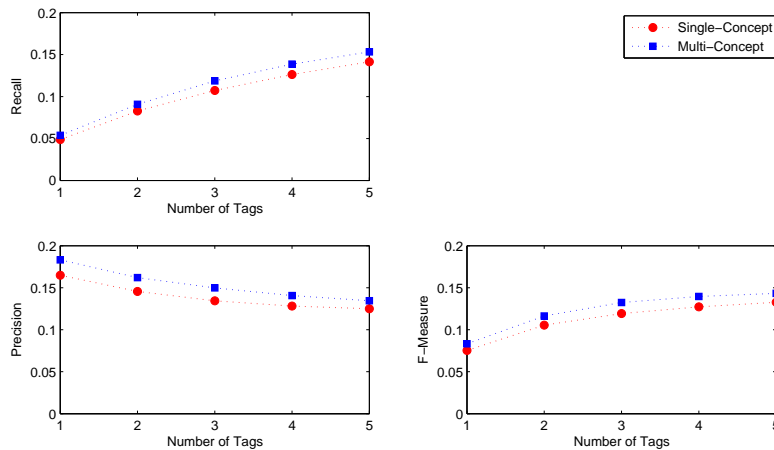 0.2
0.15
0.1
0.05
0
Recall
1 2 3 4 5
Number of Tags
Single−Concept
Multi−Concept
0.2
0.15
0.1
0.05
0
Precision
1 2 3 4 5
Number of Tags
0.2
0.15
0.1
0.05
0
F−Measure
1 2 3 4 5
Number of Tags